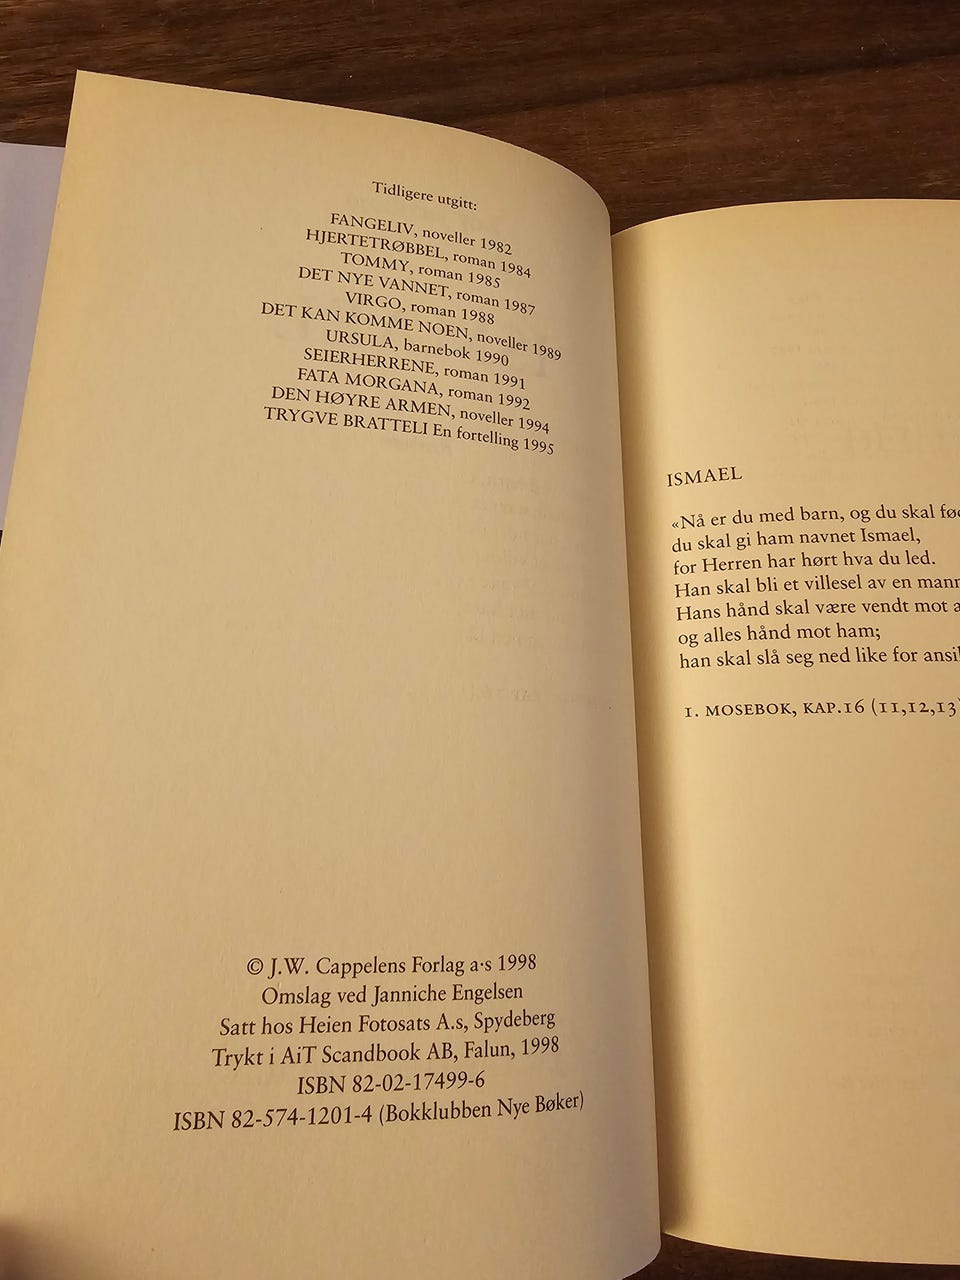 Tidligere utgitt:
FANGELIV, noveller 1982
HJERTETRØBBEL, roman 1984
TOMMY, roman 1985
DET NYE VANNET, roman 1987
VIRGO, roman 1988
DET KAN KOMME NOEN, noveller 1989
URSULA, barnebok 1990
SEIERHERRENE, roman 1991
FATA MORGANA, roman 1992
DEN HØYRE ARMEN, noveller 1994
TRYGVE BRATTELI En fortelling 1995
© J.W. Cappelens Forlag a·s 1998
Omslag ved Janniche Engelsen
Satt hos Heien Fotosats A.s, Spydeberg
Trykt i AiT Scandbook AB, Falun, 1998
ISBN 82-02-17499-6
ISBN 82-574-1201-4 (Bokklubben Nye Bøker)
ISMAEL
«Nå er du med barn, og du skal
du skal gi ham navnet Ismael,
for Herren har hørt hva du led.
Han skal bli et villesel av en
Hans hånd skal være vendt mot
og alles hånd mot ham;
han skal slå seg ned like for
1. MOSEBOK, KAP.16 (11,12,13)